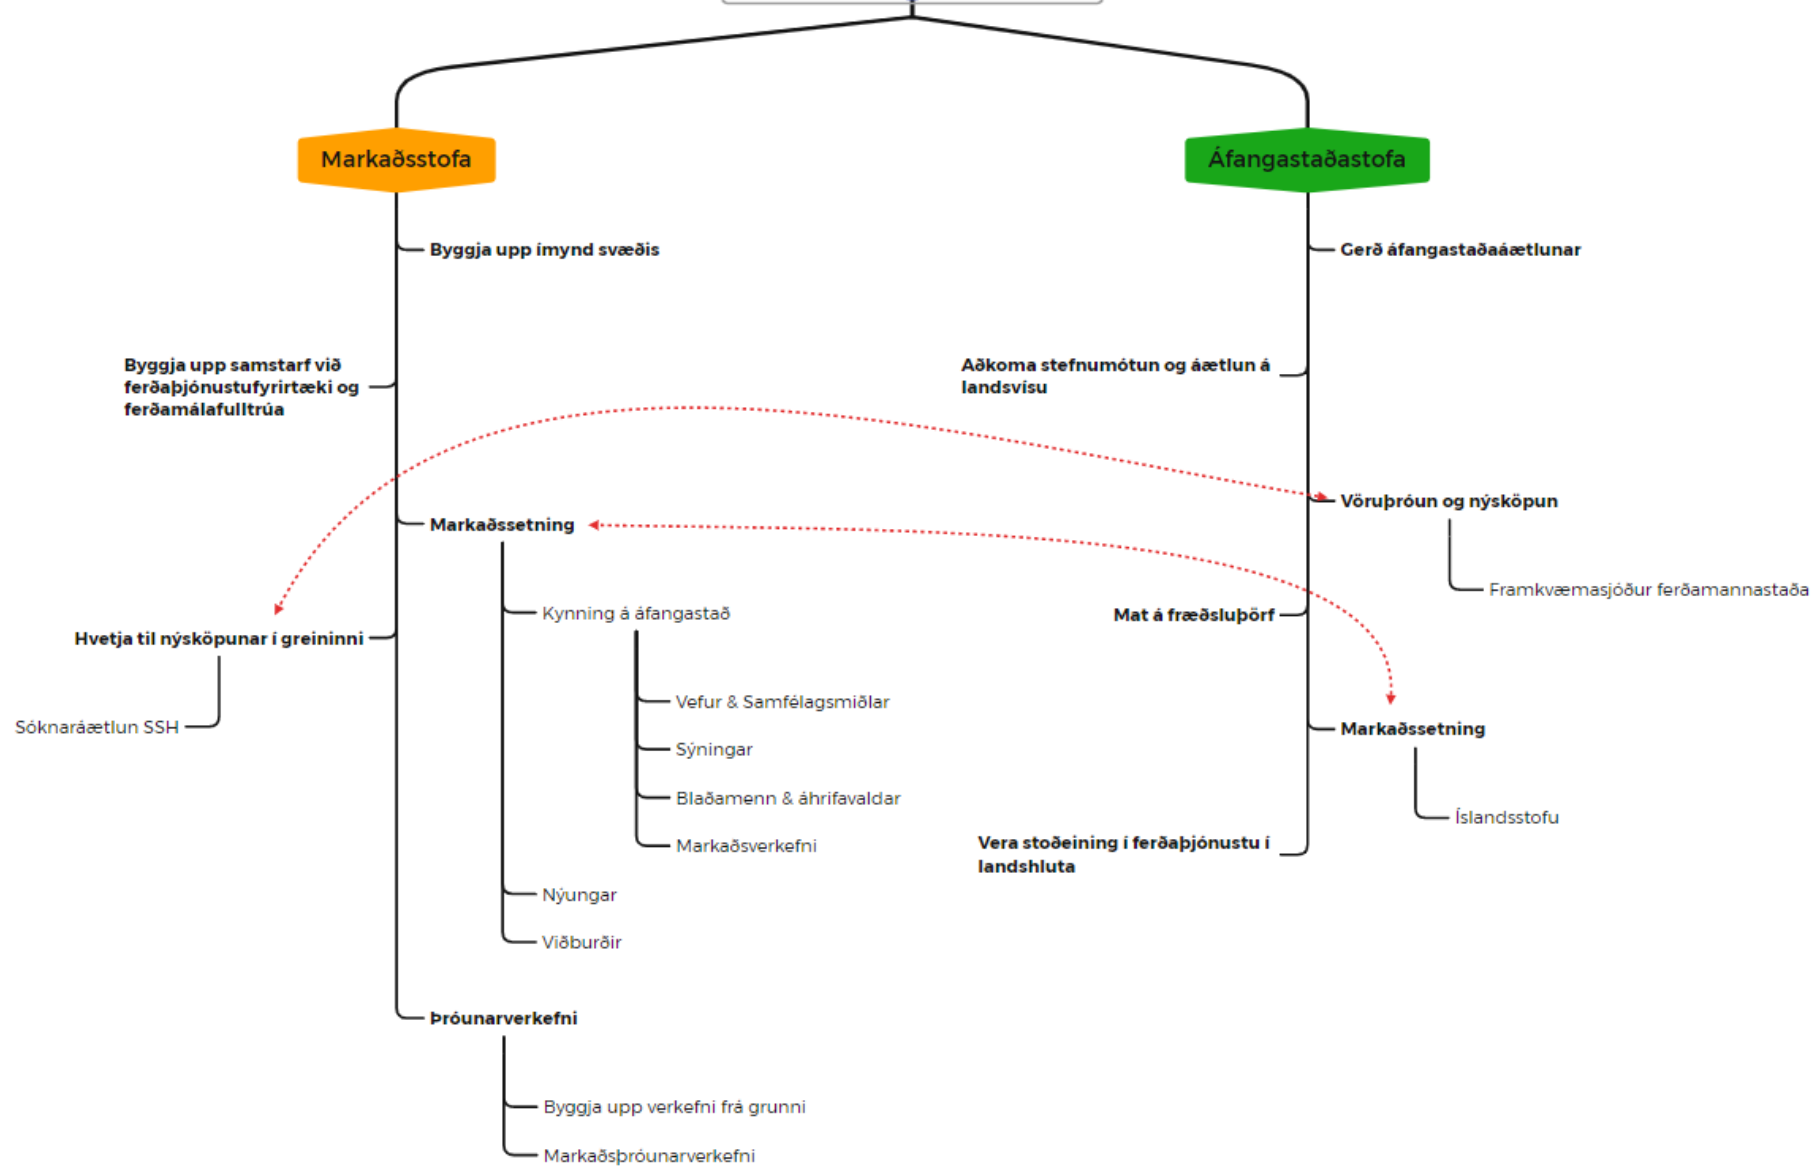 Markaðsstofa
Byggja upp ímynd svæðis
Byggja upp samstarf við
ferðaþjónustufyrirtæki og
ferðamálafulltrúa
Markaðssetning
Kynning á áfangastað
Vefur & Samfélagsmiðlar
Sýningar
Blaðamenn & áhrifavaldar
Markaðsverkefni
Nýungar
Viðburðir
Hvetja til nýsköpunar í greininni
Sóknaráætlun SSH
Þróunarverkefni
Byggja upp verkefni frá grunni
Markaðsþróunarverkefni
Áfangastaðastofa
Gerð áfangastaðaáætlunar
Aðkoma stefnumótun og áætlun á
landsvísu
Vöruþróun og nýsköpun
Framkvæmasjóður ferðamannastaða
Mat á fræðsluþörf
Markaðssetning
Íslandsstofu
Vera stoðeining í ferðaþjónustu í
landshluta